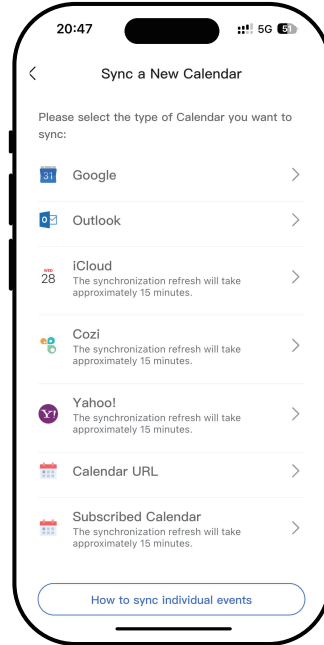 20:47
5G 51
Sync a New Calendar
Please select the type of Calendar you want to
sync:
31
Google
Outlook
WED
28
iCloud
The synchronization refresh will take
approximately 15 minutes.
Cozi
The synchronization refresh will take
approximately 15 minutes.
Y!
Yahoo!
The synchronization refresh will take
approximately 15 minutes.
Calendar URL
Subscribed Calendar
The synchronization refresh will take
approximately 15 minutes.
How to sync individual events